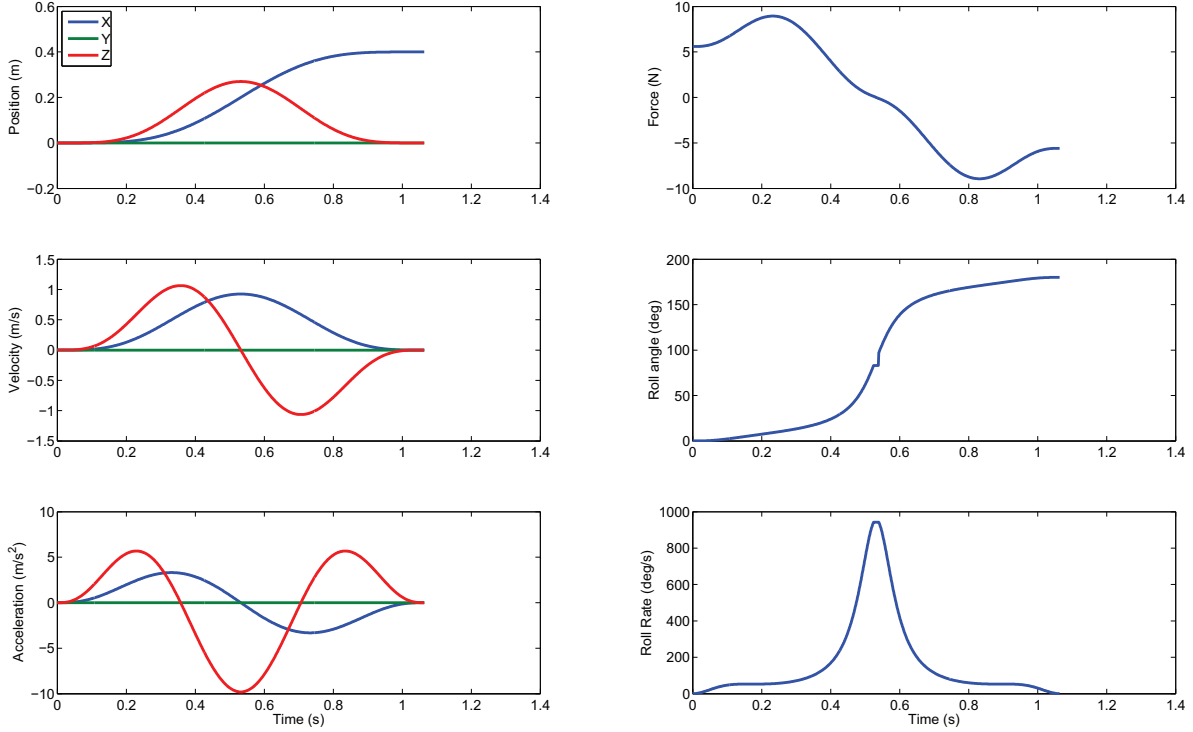 0.6
0.4
0.2
0
−0.2
Position (m)
X
Y
Z
0 0.2 0.4 0.6 0.8 1 1.2 1.4
10
5
0
−5
−10
Force (N)
0 0.2 0.4 0.6 0.8 1 1.2 1.4
1.5
1
0.5
0
−0.5
−1
−1.5
Velocity (m/s)
0 0.2 0.4 0.6 0.8 1 1.2 1.4
200
150
100
50
0
Roll angle (deg)
0 0.2 0.4 0.6 0.8 1 1.2 1.4
10
5
0
−5
−10
Acceleration (m/s²)
0 0.2 0.4 0.6 0.8 1 1.2 1.4
Time (s)
1000
800
600
400
200
0
Roll Rate (deg/s)
0 0.2 0.4 0.6 0.8 1 1.2 1.4
Time (s)